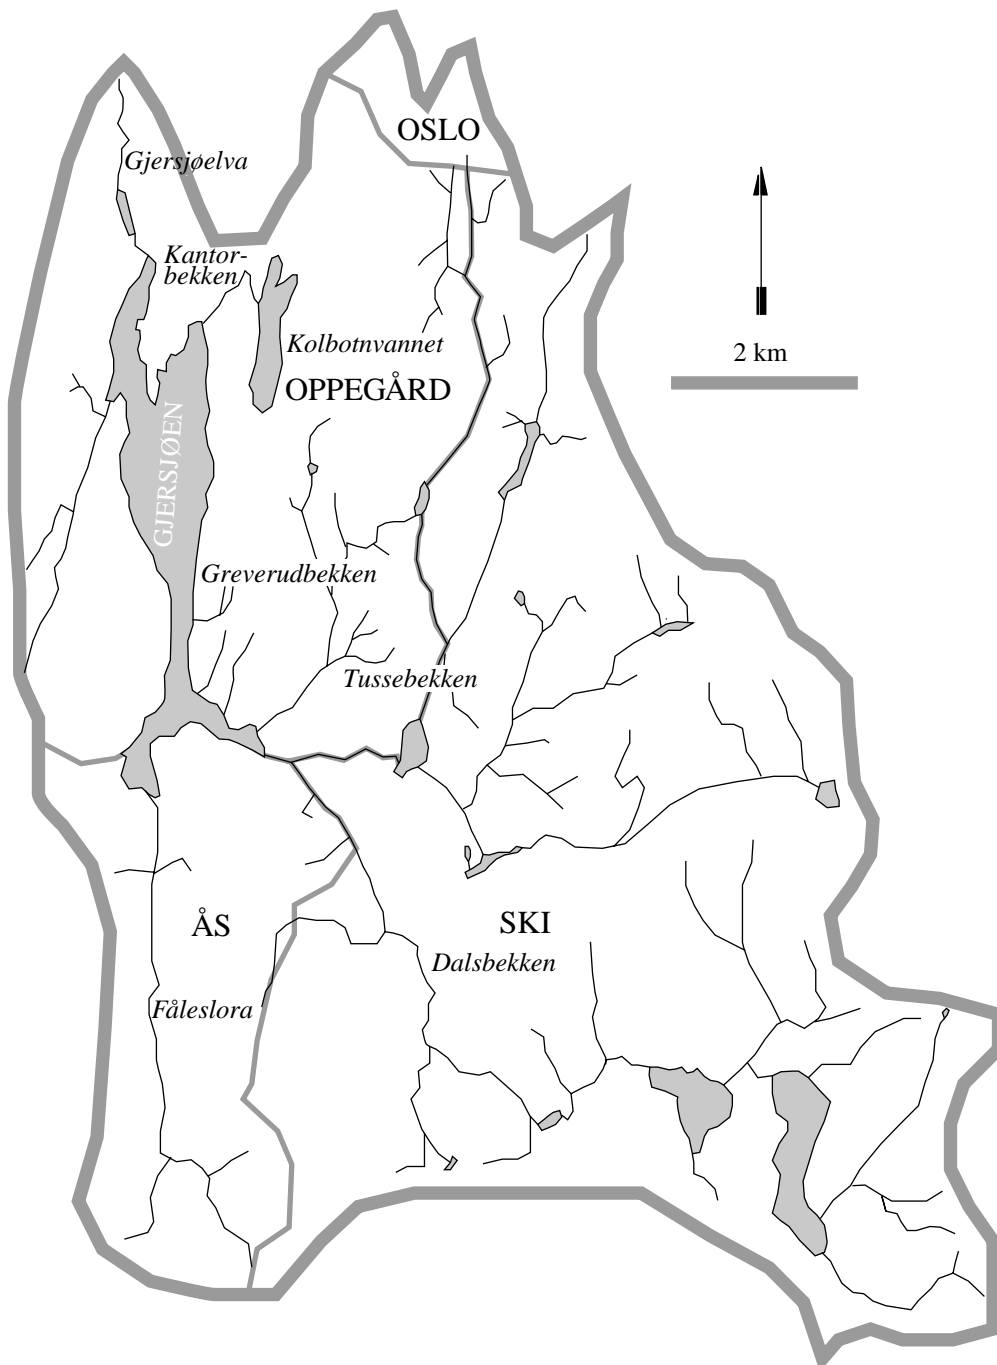 OSLO
Gjersjøelva
Kantor-
bekken
Kolbotnvannet
2 km
OPPEGÅRD
GJERSJØEN
Greverudbekken
Tussebekken
ÅS
SKI
Dalsbekken
Fåleslora